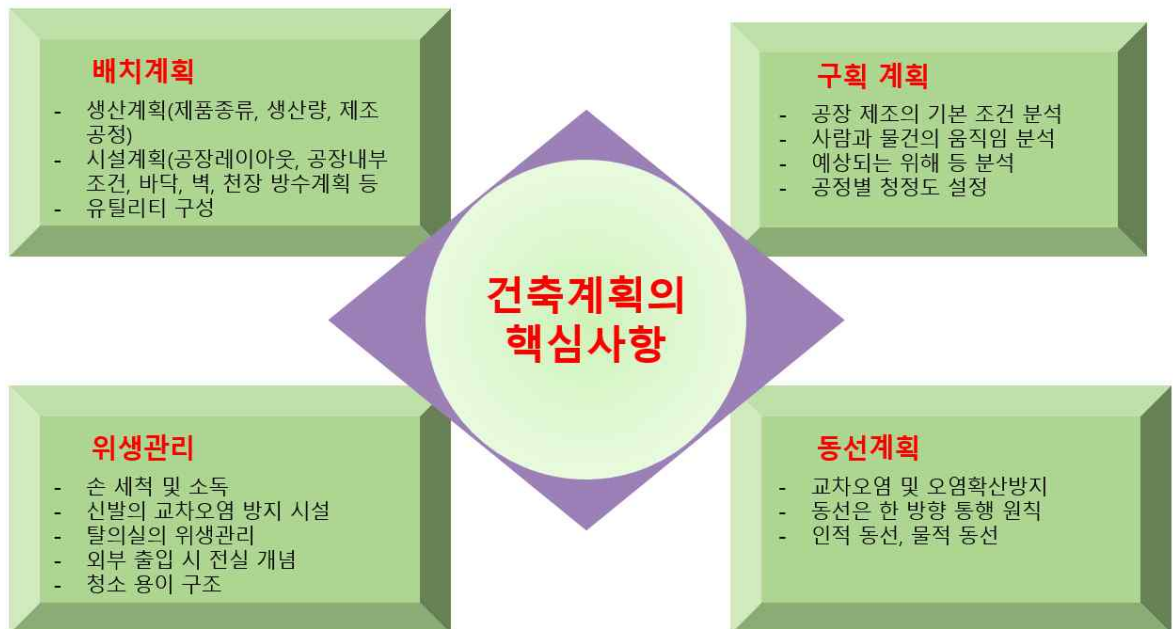 배치계획
- 생산계획(제품종류, 생산량, 제조
공정)
- 시설계획(공장레이아웃, 공장내부
조건, 바닥, 벽, 천장 방수계획 등
- 유틸리티 구성
구획 계획
- 공장 제조의 기본 조건 분석
- 사람과 물건의 움직임 분석
- 예상되는 위해 등 분석
- 공정별 청정도 설정
건축계획의
핵심사항
위생관리
- 손 세척 및 소독
- 신발의 교차오염 방지 시설
- 탈의실의 위생관리
- 외부 출입 시 전실 개념
- 청소 용이 구조
동선계획
- 교차오염 및 오염확산방지
- 동선은 한 방향 통행 원칙
- 인적 동선, 물적 동선